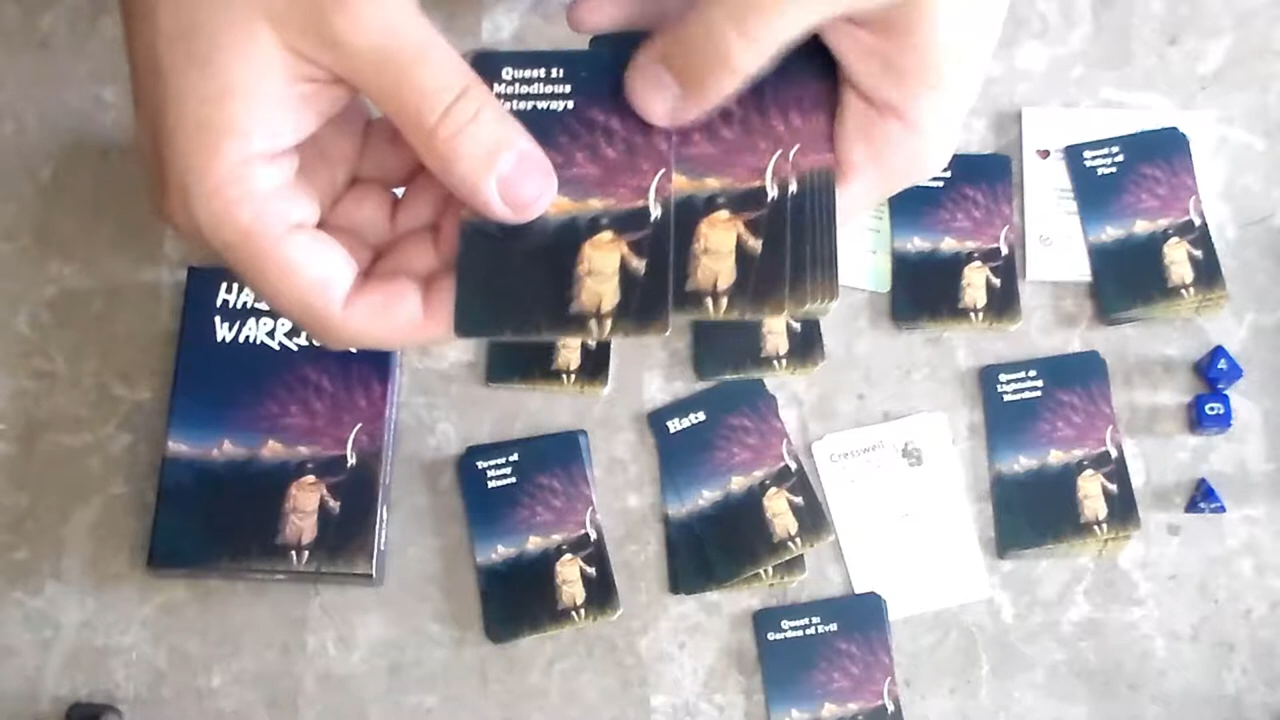 Quest 1:
Melodious
Waterways
Quest 5:
Valley of
Fire
WARRI
Quest 4:
Lightning
Marshes
4
6
Hats
Cresswell
Tower of
Many
Muses
Quest 2:
Garden of Evil